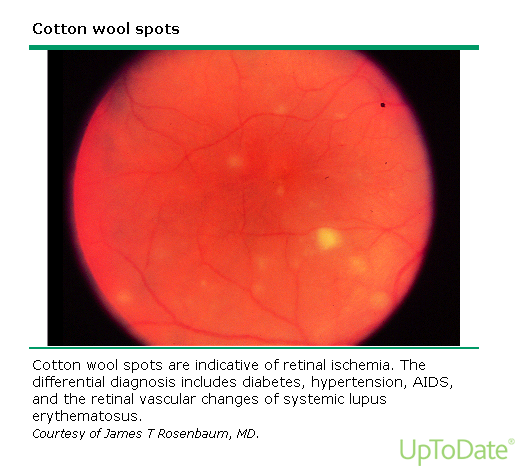 Cotton wool spots
Cotton wool spots are indicative of retinal ischemia. The
differential diagnosis includes diabetes, hypertension, AIDS,
and the retinal vascular changes of systemic lupus
erythematosus.
Courtesy of James T Rosenbaum, MD.
UpToDate®